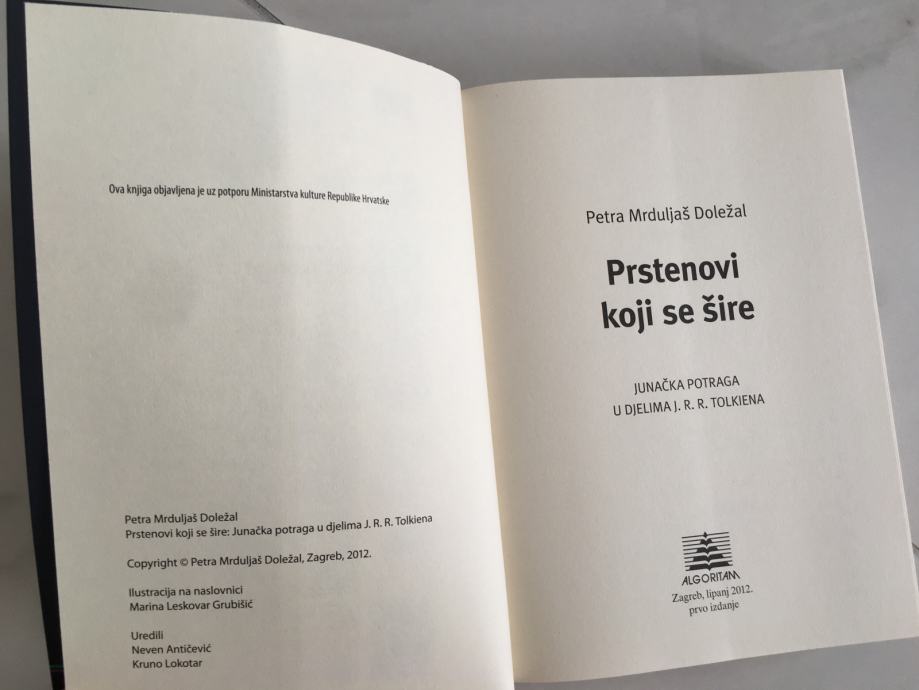 Ova knjiga objavljena je uz potporu Ministarstva kulture Republike Hrvatske
Petra Mrduljaš Doležal
Prstenovi koji se šire: Junačka potraga u djelima J. R. R. Tolkiena
Copyright © Petra Mrduljaš Doležal, Zagreb, 2012.
Ilustracija na naslovnici
Marina Leskovar Grubišić
Uredili
Neven Antičević
Kruno Lokotar
Petra Mrduljaš Doležal
Prstenovi
koji se šire
JUNAČKA POTRAGA
U DJELIMA J. R. R. TOLKIENA
ALGORITAM
Zagreb, lipanj 2012.
prvo izdanje